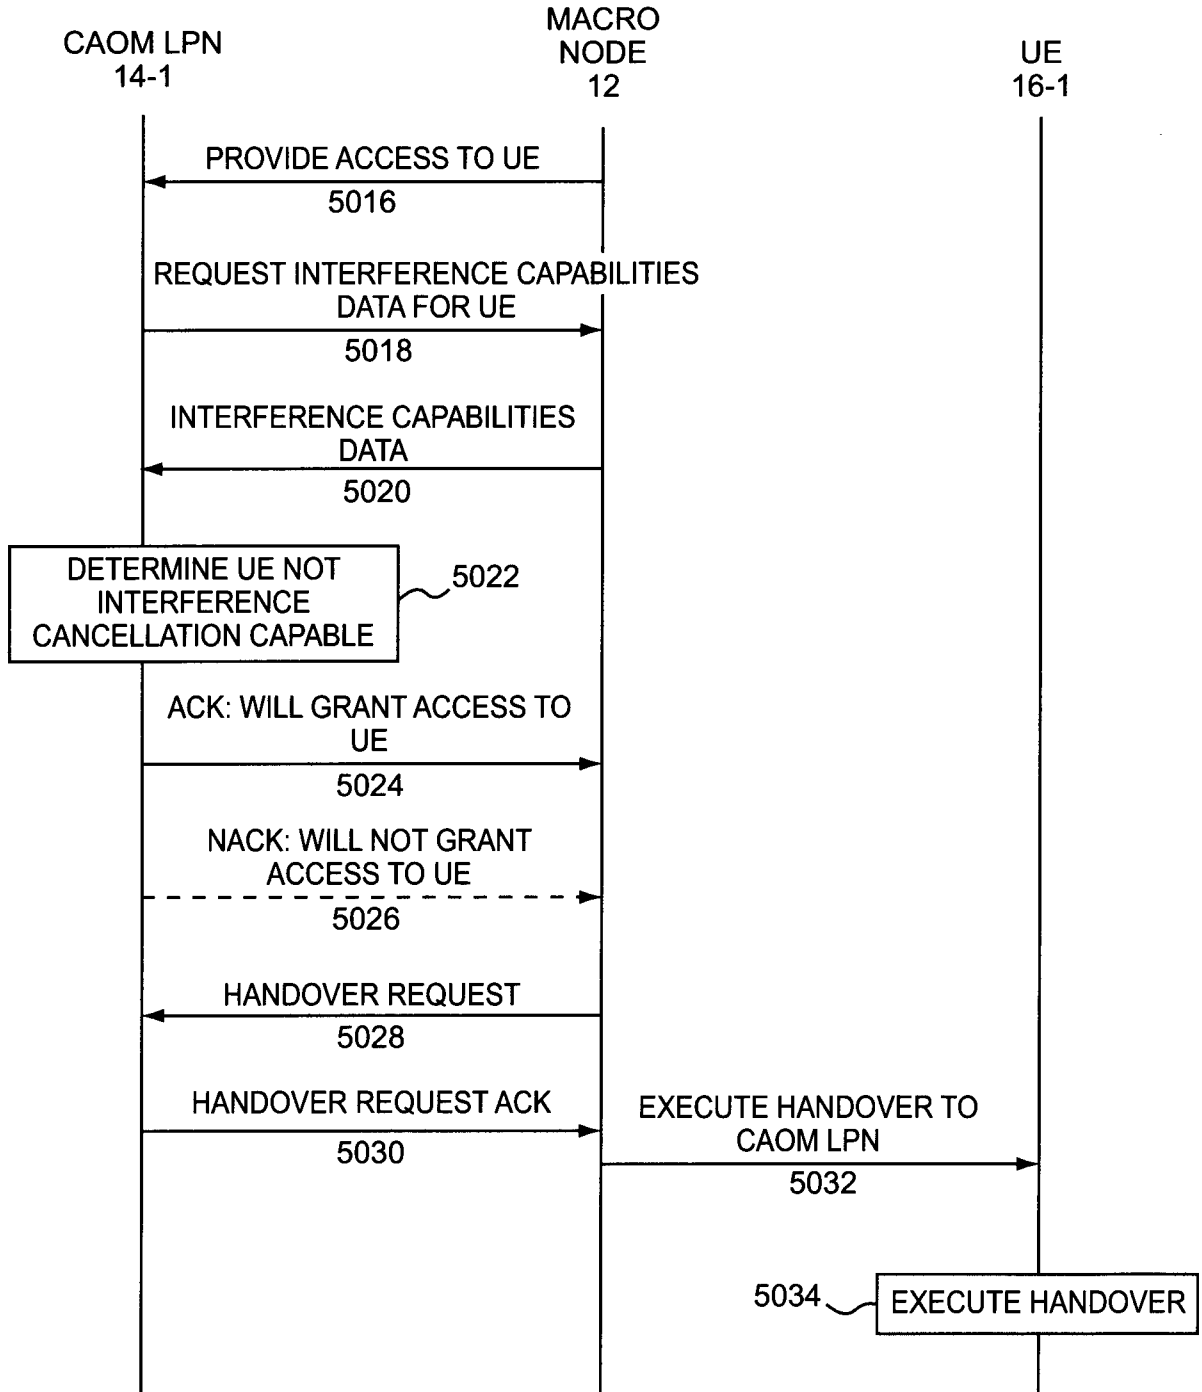 CAOM LPN
14-1
MACRO
NODE
12
UE
16-1
PROVIDE ACCESS TO UE
5016
REQUEST INTERFERENCE CAPABILITIES
DATA FOR UE
5018
INTERFERENCE CAPABILITIES
DATA
5020
DETERMINE UE NOT
INTERFERENCE
CANCELLATION CAPABLE
5022
ACK: WILL GRANT ACCESS TO
UE
5024
NACK: WILL NOT GRANT
ACCESS TO UE
5026
HANDOVER REQUEST
5028
HANDOVER REQUEST ACK
5030
EXECUTE HANDOVER TO
CAOM LPN
5032
5034
EXECUTE HANDOVER